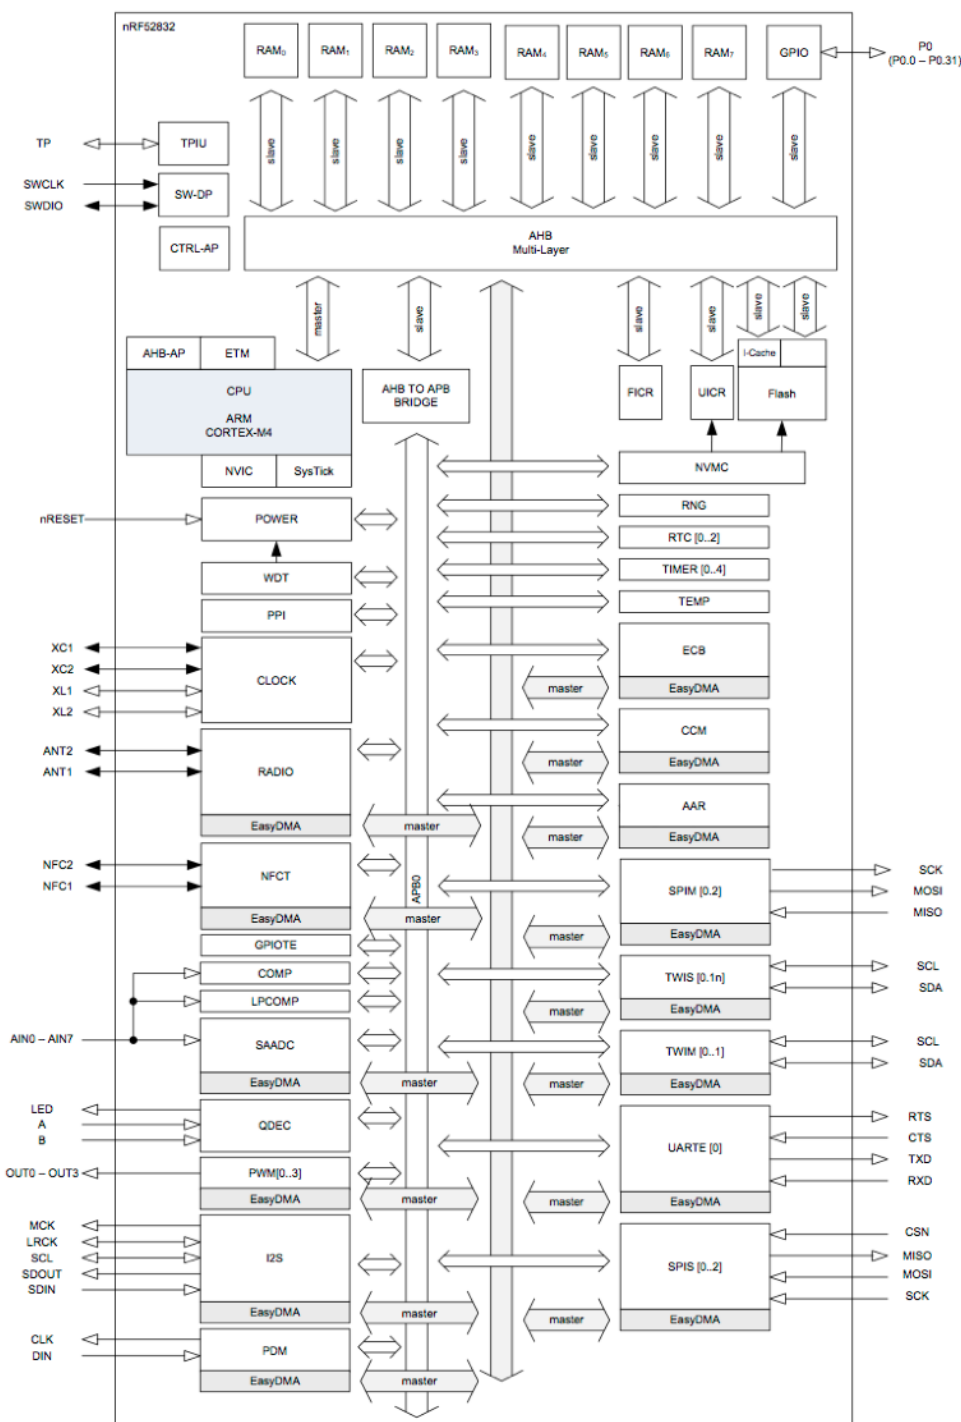 nRF52832
RAM₀
RAM₁
RAM₂
RAM₃
RAM₄
RAM₅
RAM₆
RAM₇
GPIO
P0
(P0.0 – P0.31)
slave
slave
slave
slave
slave
slave
slave
slave
slave
TP
TPIU
SWCLK
SWDIO
SW-DP
CTRL-AP
AHB
Multi-Layer
master
slave
slave
slave
slave
slave
AHB-AP
ETM
CPU
ARM
CORTEX-M4
NVIC
SysTick
AHB TO APB
BRIDGE
FICR
UICR
I-Cache
Flash
NVMC
nRESET
POWER
RNG
RTC [0..2]
WDT
TIMER [0..4]
PPI
TEMP
XC1
XC2
XL1
XL2
CLOCK
ECB
master
EasyDMA
ANT2
ANT1
RADIO
EasyDMA
master
CCM
master
EasyDMA
AAR
master
EasyDMA
NFC2
NFC1
NFCT
EasyDMA
master
APB0
SPIM [0.2]
master
EasyDMA
SCK
MOSI
MISO
GPIOTE
COMP
LPCOMP
AIN0 – AIN7
SAADC
EasyDMA
master
TWIS [0.1n]
master
EasyDMA
SCL
SDA
TWIM [0..1]
master
EasyDMA
SCL
SDA
LED
A
B
QDEC
UARTE [0]
master
EasyDMA
RTS
CTS
TXD
RXD
OUT0 – OUT3
PWM[0..3]
EasyDMA
master
MCK
LRCK
SCL
SDOUT
SDIN
I2S
EasyDMA
master
SPIS [0..2]
master
EasyDMA
CSN
MISO
MOSI
SCK
CLK
DIN
PDM
EasyDMA
master